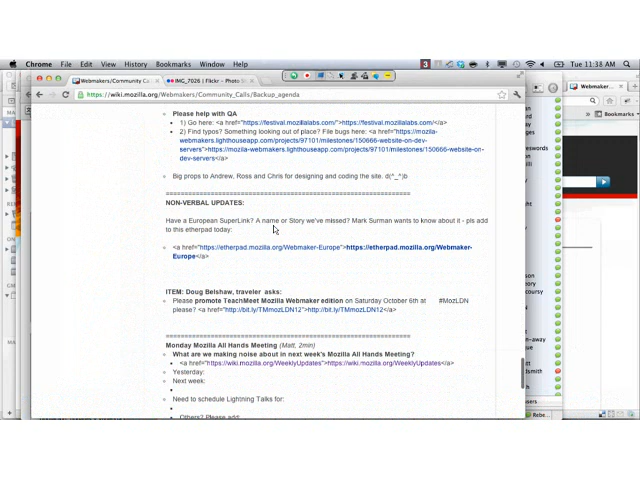 Chrome File Edit View History Bookmarks Window Help 3 Tue 11:38 AM
Webmakers/Community Ca IMG_7026 | Flickr – Photo Webmaker...
https://wiki.mozilla.org/Webmakers/Community_Calls/Backup_agenda
Bookmarks
Please help with QA
1) Go here: <a href="https://festival.mozillalabs.com/">https://festival.mozillalabs.com/</a>
2) Find typos? Something looking out of place? File bugs here: <a href="https://mozilla-
webmakers.lighthouseapp.com/projects/97101/milestones/150666-website-on-dev-
servers">https://mozilla-webmakers.lighthouseapp.com/projects/97101/milestones/150666-website-on-
dev-servers</a>
Big props to Andrew, Ross and Chris for designing and coding the site. d(^_^)b
NON-VERBAL UPDATES:
Have a European SuperLink? A name or Story we've missed? Mark Surman wants to know about it - pls add
to this etherpad today:
<a href="https://etherpad.mozilla.org/Webmaker-Europe">https://etherpad.mozilla.org/Webmaker-
Europe</a>
ITEM: Doug Belshaw, traveler asks:
Please promote TeachMeet Mozilla Webmaker edition on Saturday October 6th at #MozLDN
please? <a href="http://bit.ly/TMmozLDN12">http://bit.ly/TMmozLDN12</a>
Monday Mozilla All Hands Meeting (Matt, 2min)
What are we making noise about in next week's Mozilla All Hands Meeting?
<a href="https://wiki.mozilla.org/WeeklyUpdates">https://wiki.mozilla.org/WeeklyUpdates</a>
Yesterday:
Next week:
Need to schedule Lightning Talks for:
Others? Please add: